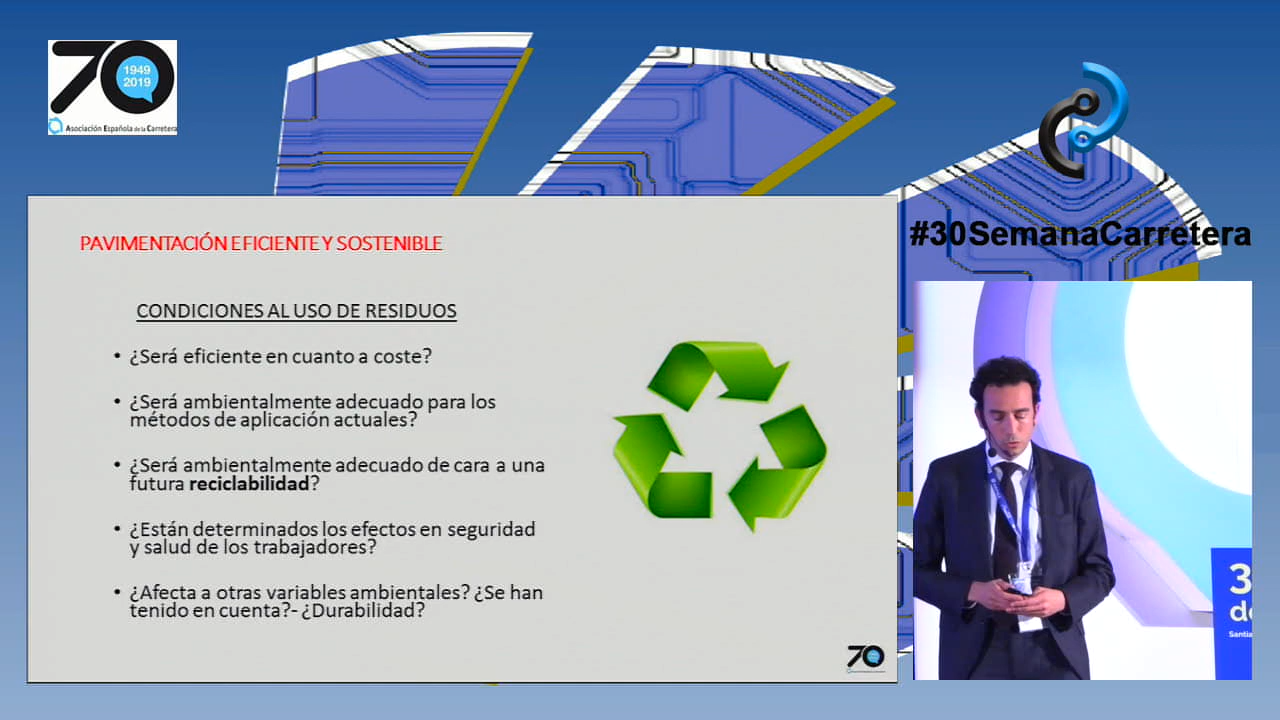 70
1949
2019
Asociación Española de la Carretera
#30SemanaCarretera
PAVIMENTACIÓN EFICIENTE Y SOSTENIBLE
CONDICIONES AL USO DE RESIDUOS
• ¿Será eficiente en cuanto a coste?
• ¿Será ambientalmente adecuado para los
métodos de aplicación actuales?
• ¿Será ambientalmente adecuado de cara a una
futura reciclabilidad?
• ¿Están determinados los efectos en seguridad
y salud de los trabajadores?
• ¿Afecta a otras variables ambientales? ¿Se han
tenido en cuenta?- ¿Durabilidad?
70
3
de
Santia